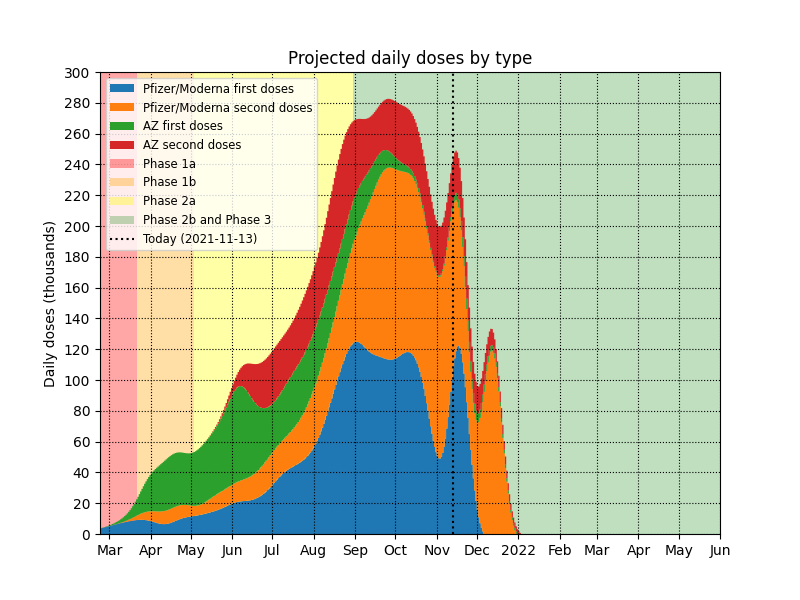 Projected daily doses by type
Daily doses (thousands)
300
280
260
240
220
200
180
160
140
120
100
80
60
40
20
0
Pfizer/Moderna first doses
Pfizer/Moderna second doses
AZ first doses
AZ second doses
Phase 1a
Phase 1b
Phase 2a
Phase 2b and Phase 3
Today (2021-11-13)
Mar Apr May Jun Jul Aug Sep Oct Nov Dec 2022 Feb Mar Apr May Jun